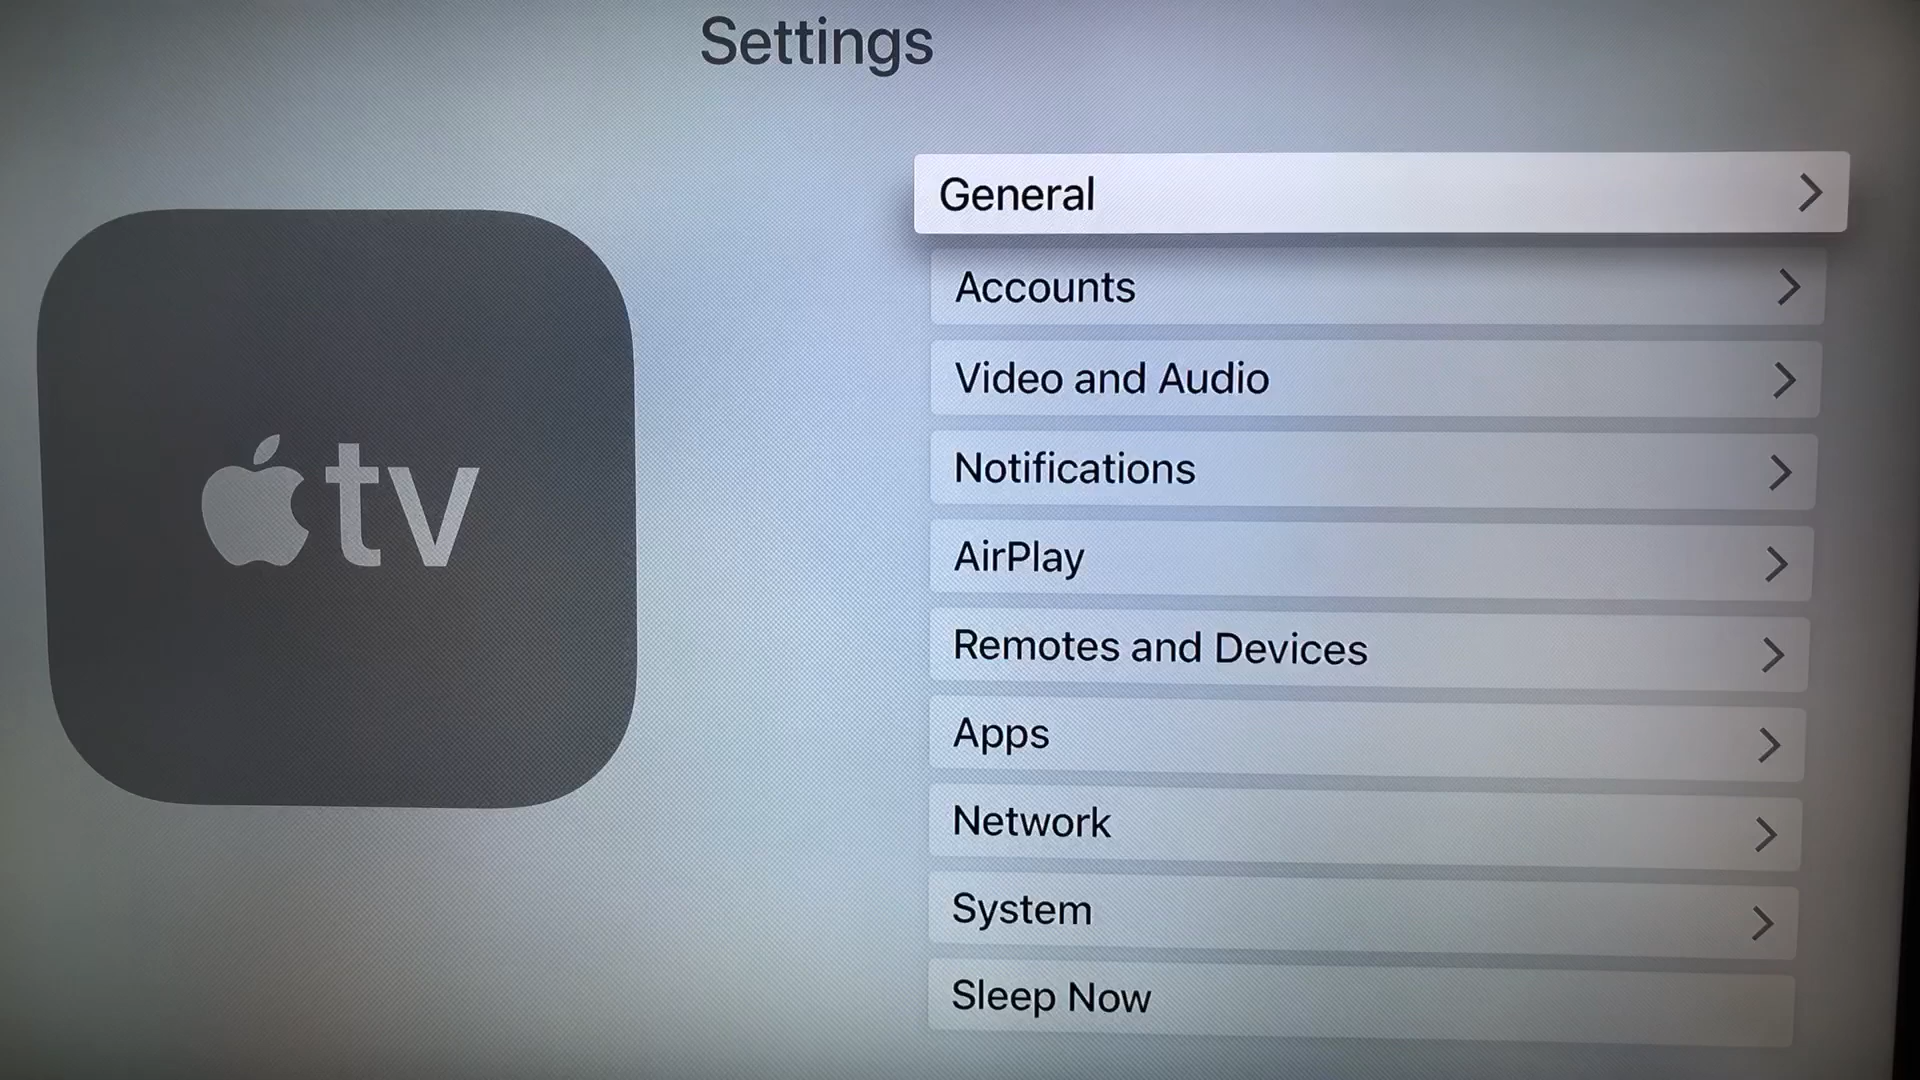 Settings
tv
General
Accounts
Video and Audio
Notifications
AirPlay
Remotes and Devices
Apps
Network
System
Sleep Now